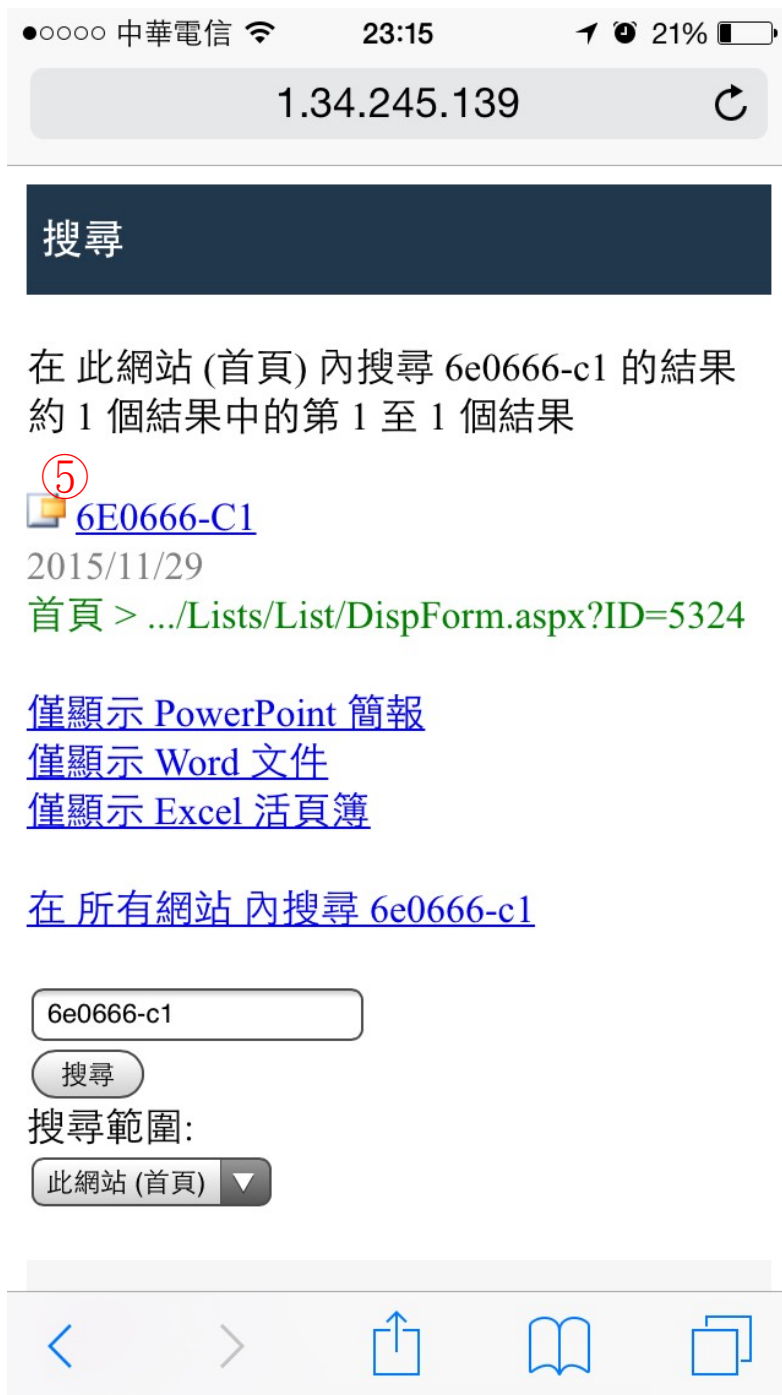 中華電信 23:15 21%
1.34.245.139
搜尋
在 此網站 (首頁) 內搜尋 6e0666-c1 的結果
約 1 個結果中的第 1 至 1 個結果
⑤
6E0666-C1
2015/11/29
首頁 > .../Lists/List/DispForm.aspx?ID=5324
僅顯示 PowerPoint 簡報
僅顯示 Word 文件
僅顯示 Excel 活頁簿
在 所有網站 內搜尋 6e0666-c1
6e0666-c1
搜尋
搜尋範圍:
此網站 (首頁)